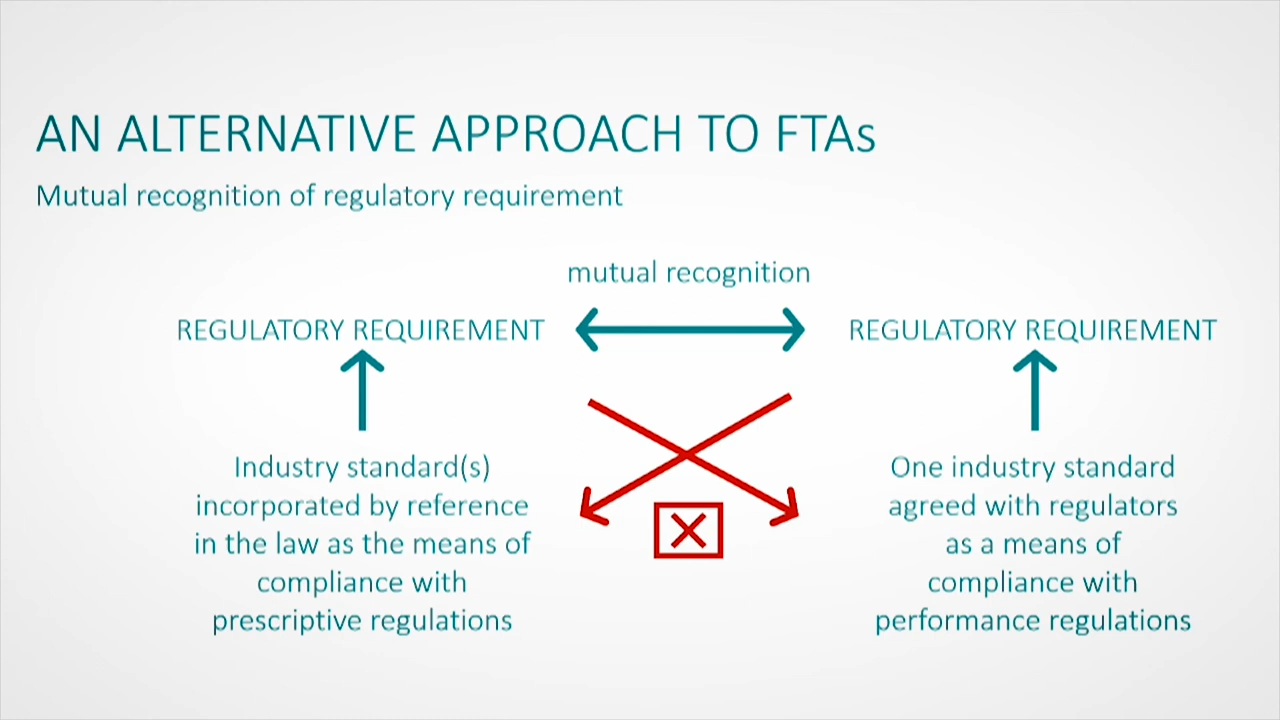 AN ALTERNATIVE APPROACH TO FTAs
Mutual recognition of regulatory requirement
mutual recognition
REGULATORY REQUIREMENT
REGULATORY REQUIREMENT
Industry standard(s)
incorporated by reference
in the law as the means of
compliance with
prescriptive regulations
One industry standard
agreed with regulators
as a means of
compliance with
performance regulations